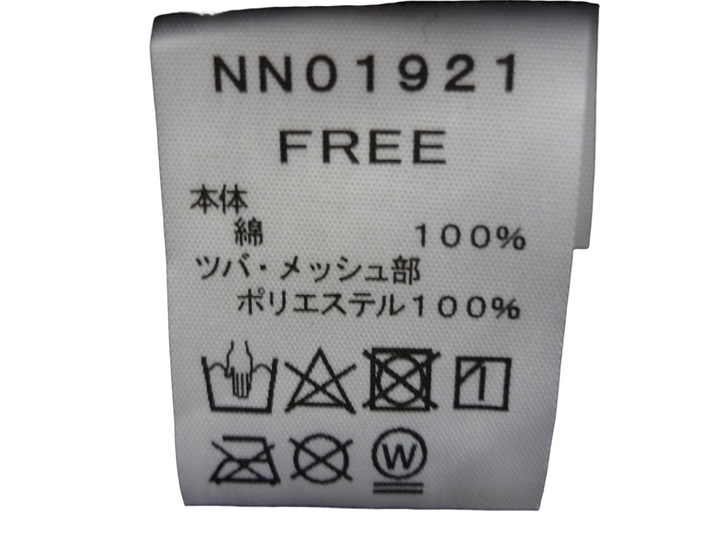 NN01921
FREE
本体
綿 100%
ツバ・メッシュ部
ポリエステル100%
W